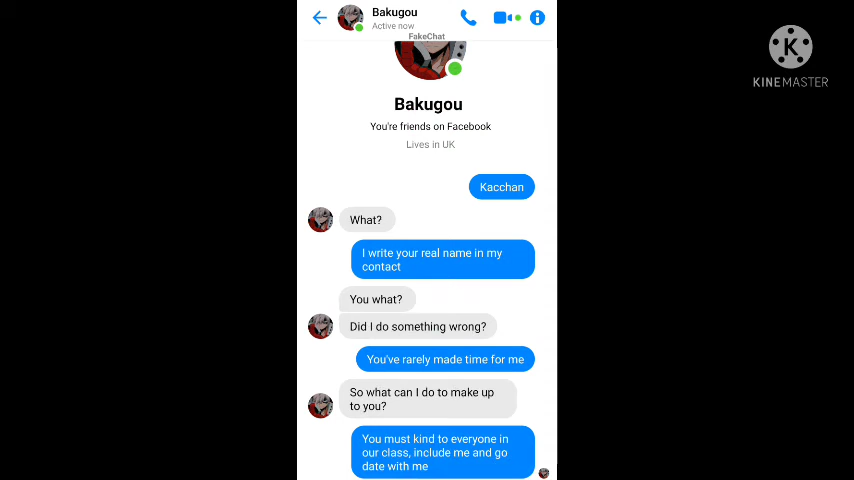 Bakugou
Active now
FakeChat
K
KINEMASTER
Bakugou
You're friends on Facebook
Lives in UK
Kacchan
What?
I write your real name in my
contact
You what?
Did I do something wrong?
You've rarely made time for me
So what can I do to make up
to you?
You must kind to everyone in
our class, include me and go
date with me